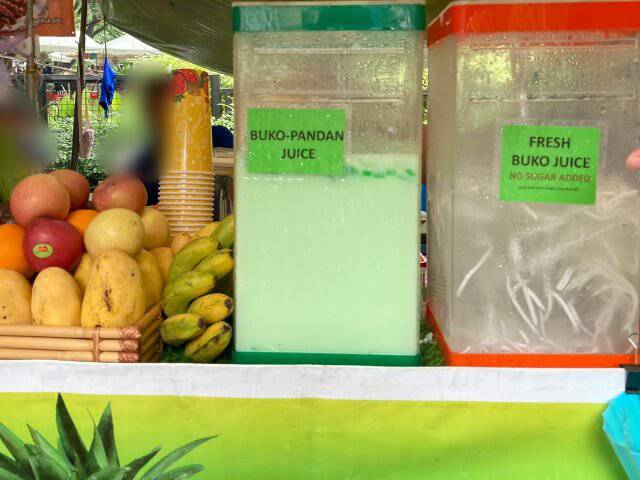 BUKO-PANDAN
JUICE
FRESH
BUKO JUICE
NO SUGAR ADDED